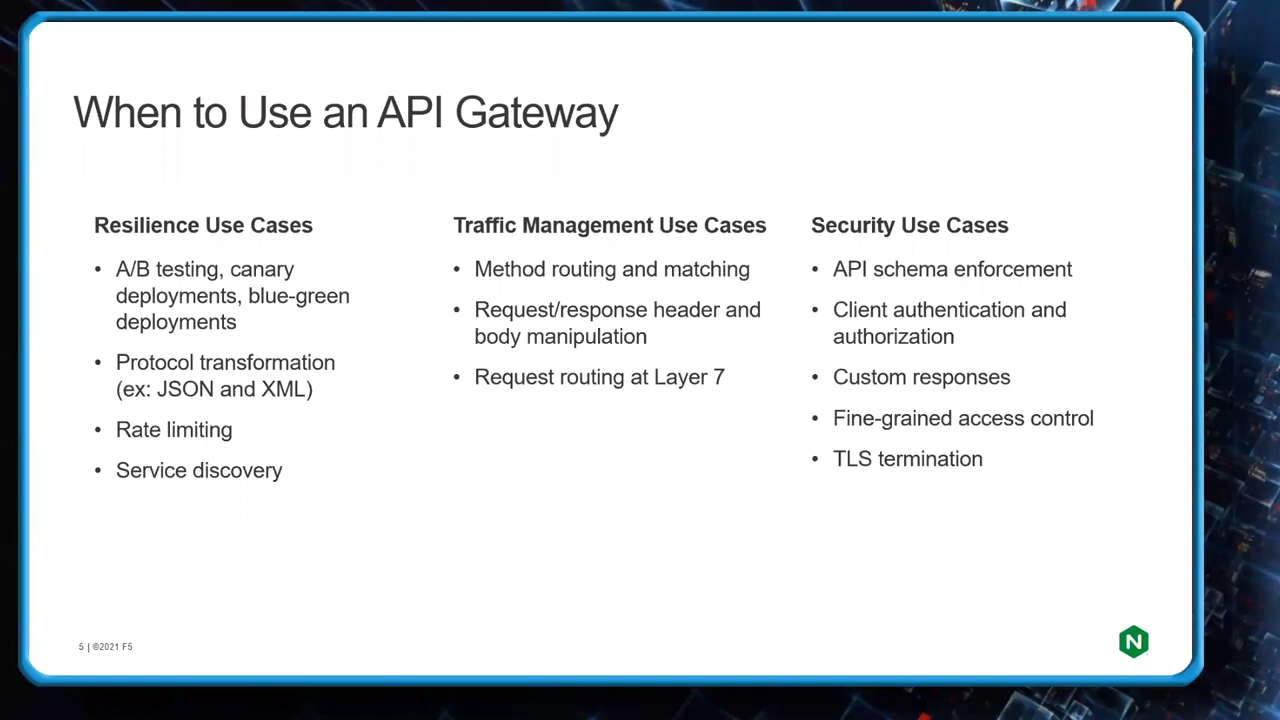 When to Use an API Gateway
Resilience Use Cases
• A/B testing, canary
deployments, blue-green
deployments
• Protocol transformation
(ex: JSON and XML)
• Rate limiting
• Service discovery
Traffic Management Use Cases
• Method routing and matching
• Request/response header and
body manipulation
• Request routing at Layer 7
Security Use Cases
• API schema enforcement
• Client authentication and
authorization
• Custom responses
• Fine-grained access control
• TLS termination
5 | ©2021 F5
N